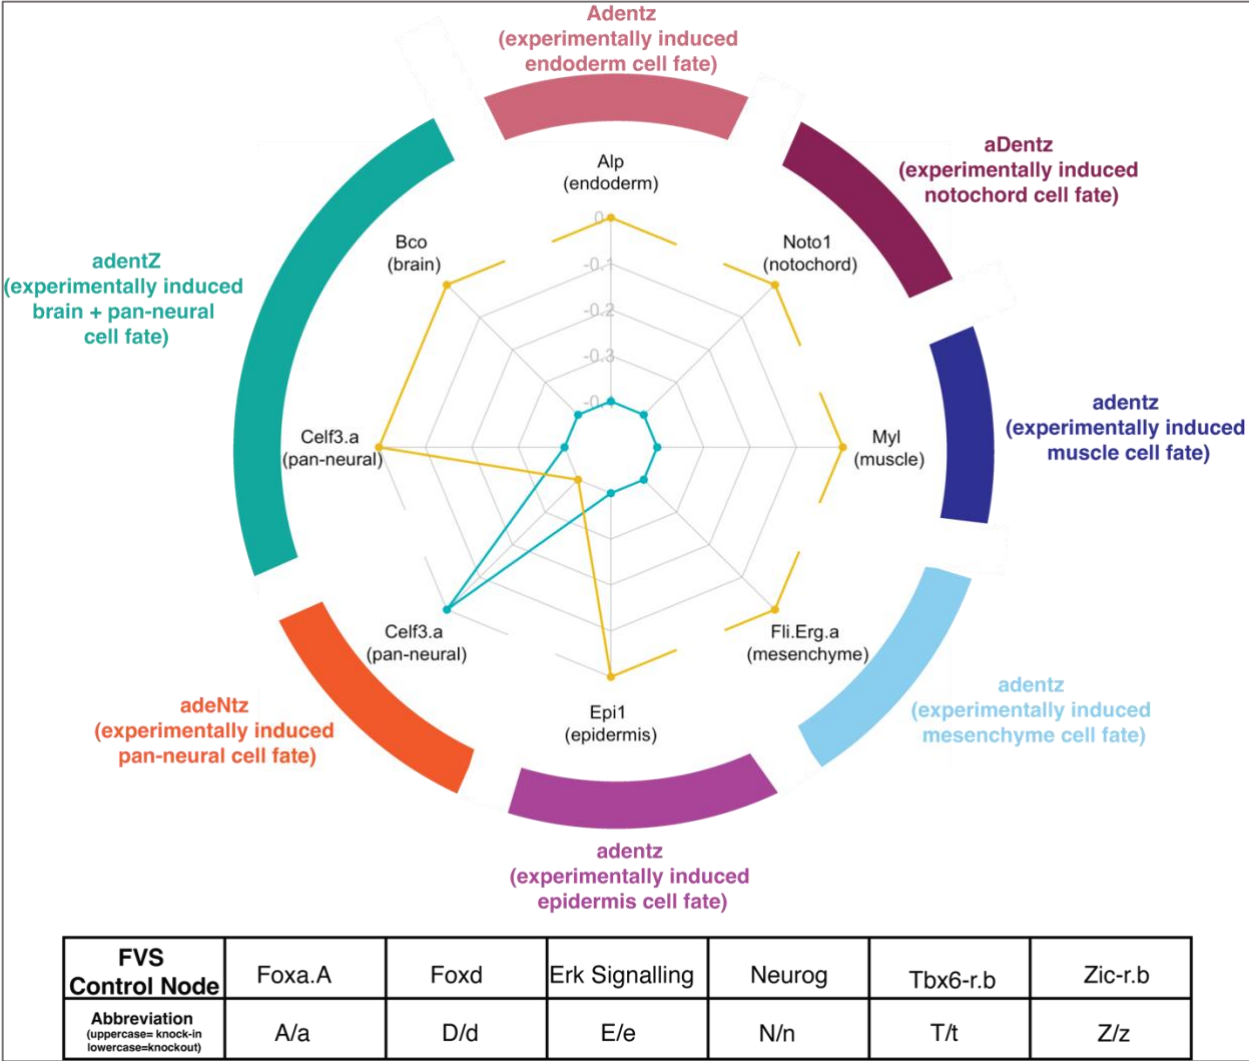 Adentz
(experimentally induced
endoderm cell fate)
aDentz
(experimentally induced
notochord cell fate)
Alp
(endoderm)
Bco
(brain)
Noto1
(notochord)
0
-0.1
-0.2
-0.3
adentZ
(experimentally induced
brain + pan-neural
cell fate)
adentz
(experimentally induced
muscle cell fate)
Celf3.a
(pan-neural)
Myl
(muscle)
Celf3.a
(pan-neural)
Fli.Erg.a
(mesenchyme)
adeNtz
(experimentally induced
pan-neural cell fate)
adentz
(experimentally induced
mesenchyme cell fate)
Epi1
(epidermis)
adentz
(experimentally induced
epidermis cell fate)
FVS
Control Node Foxa.A Foxd Erk Signalling Neurog Tbx6-r.b Zic-r.b
Abbreviation
(uppercase= knock-in
lowercase=knockout) A/a D/d E/e N/n T/t Z/z